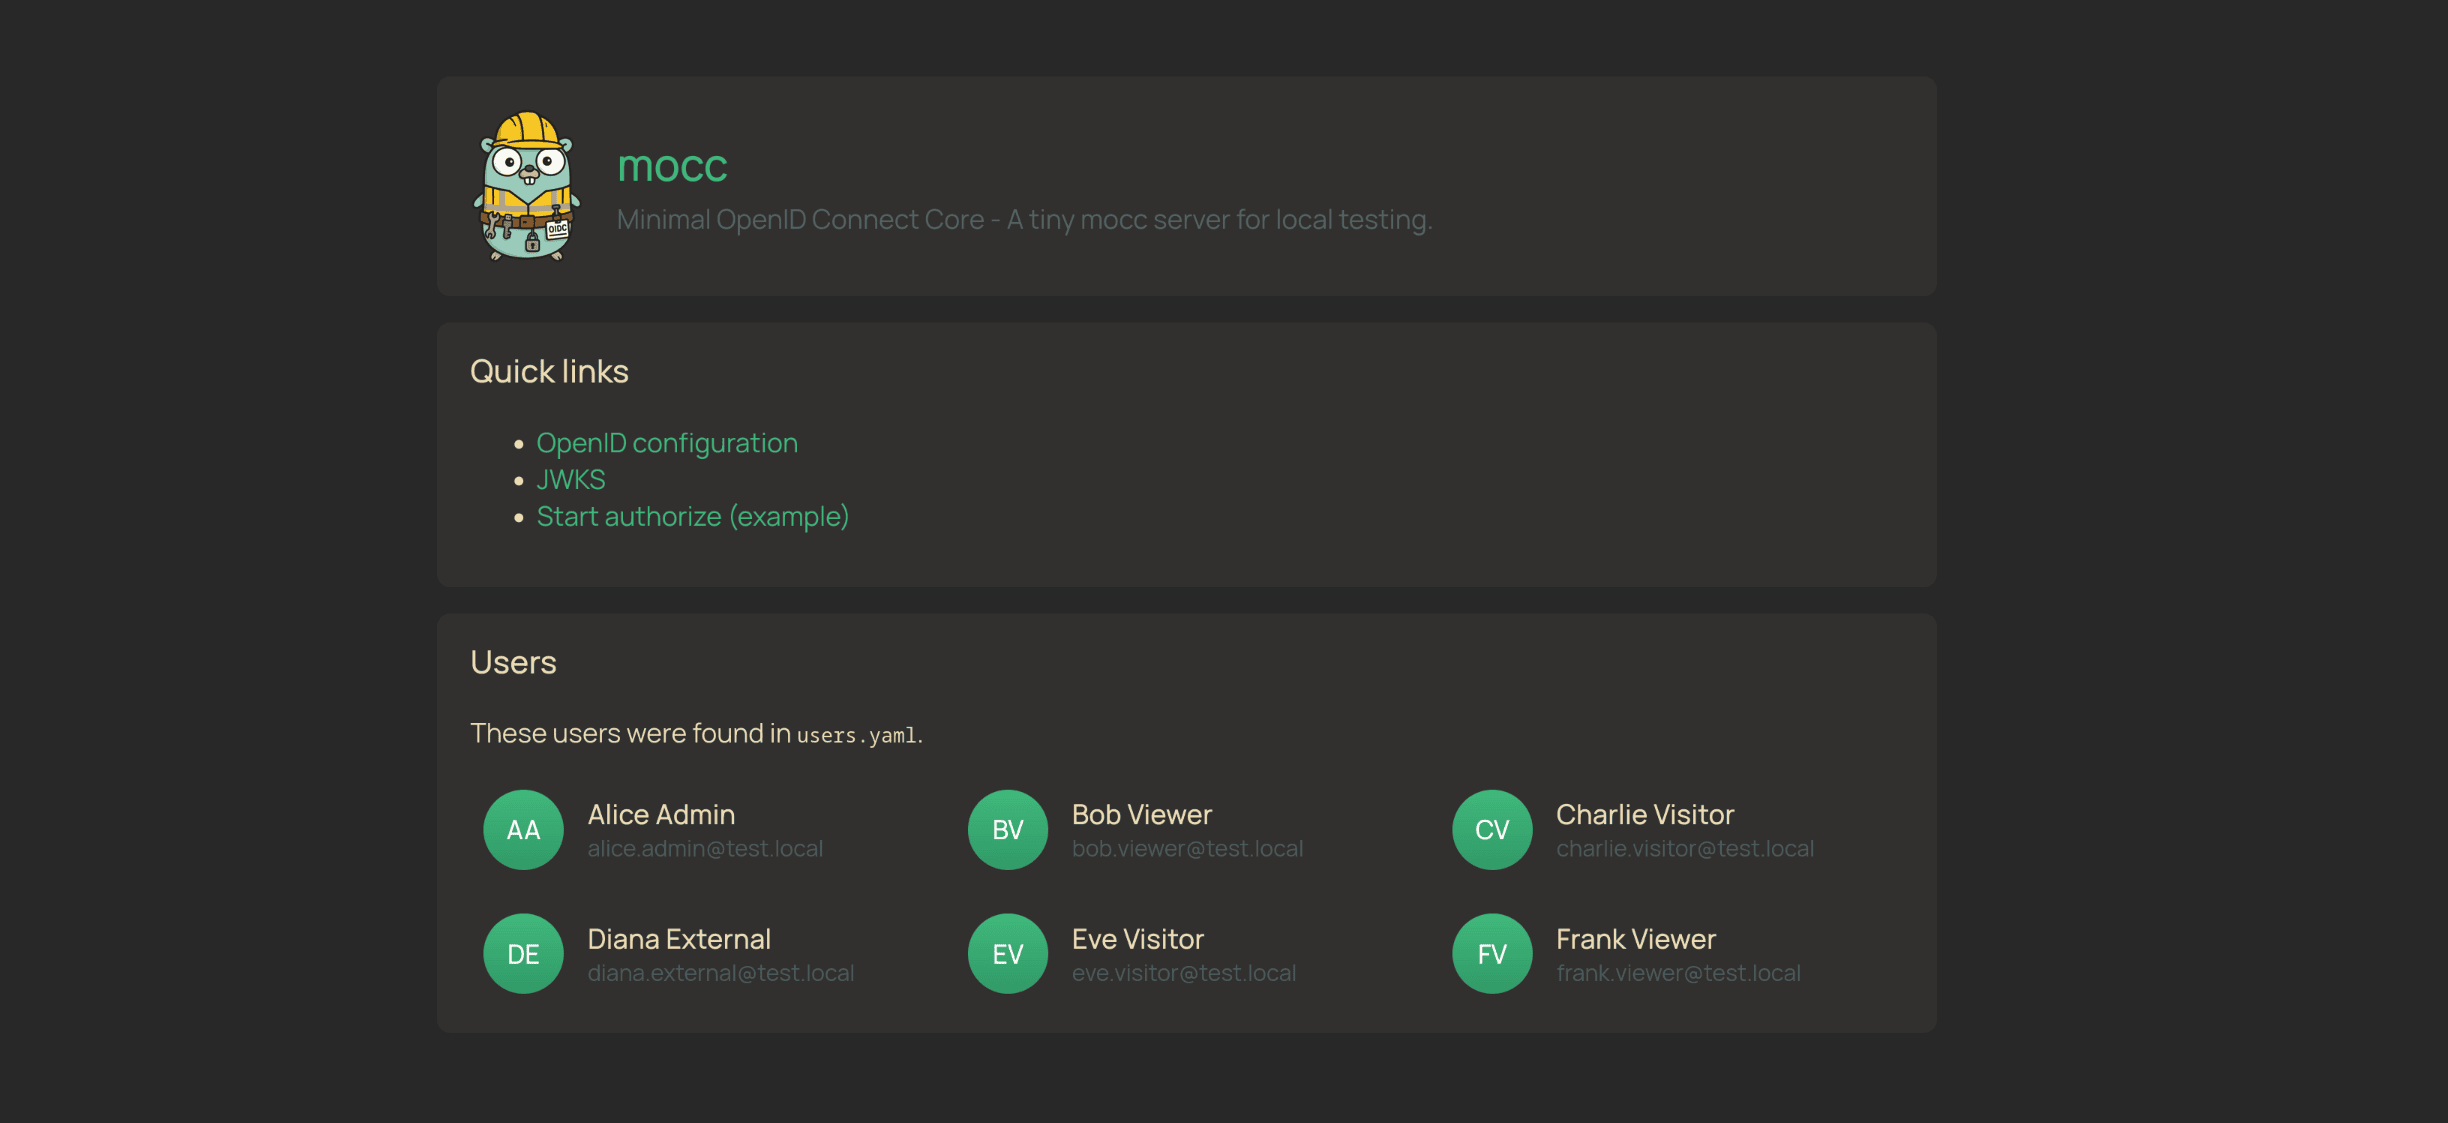 OIDC
mocc
Minimal OpenID Connect Core - A tiny mocc server for local testing.
Quick links
OpenID configuration
JWKS
Start authorize (example)
Users
These users were found in users.yaml.
AA
Alice Admin
alice.admin@test.local
BV
Bob Viewer
bob.viewer@test.local
CV
Charlie Visitor
charlie.visitor@test.local
DE
Diana External
diana.external@test.local
EV
Eve Visitor
eve.visitor@test.local
FV
Frank Viewer
frank.viewer@test.local